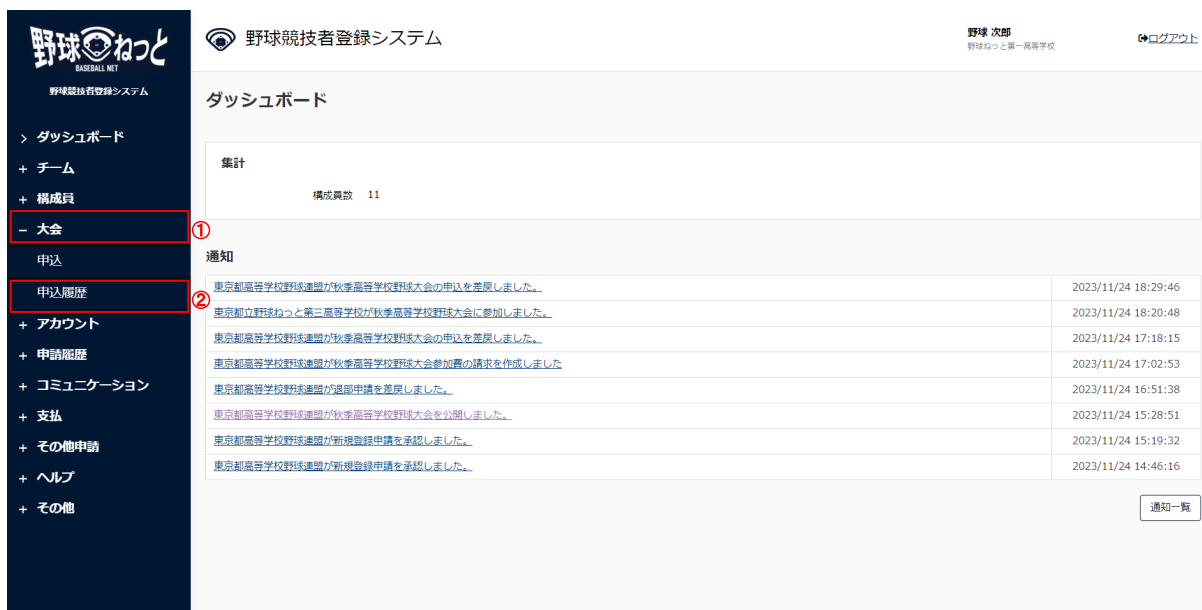 野球ねっと
BASEBALL NET
野球競技者登録システム
> ダッシュボード
+ チーム
+ 構成員
− 大会
①
申込
申込履歴
②
+ アカウント
+ 申請履歴
+ コミュニケーション
+ 支払
+ その他申請
+ ヘルプ
+ その他
野球競技者登録システム
野球 次郎
野球ねっと第一高等学校
ログアウト
ダッシュボード
集計
構成員数 11
通知
東京都高等学校野球連盟が秋季高等学校野球大会の申込を差戻しました。 2023/11/24 18:29:46
東京都立野球ねっと第三高等学校が秋季高等学校野球大会に参加しました。 2023/11/24 18:20:48
東京都高等学校野球連盟が秋季高等学校野球大会の申込を差戻しました。 2023/11/24 17:18:15
東京都高等学校野球連盟が秋季高等学校野球大会参加費の請求を作成しました 2023/11/24 17:02:53
東京都高等学校野球連盟が退部申請を差戻しました。 2023/11/24 16:51:38
東京都高等学校野球連盟が秋季高等学校野球大会を公開しました。 2023/11/24 15:28:51
東京都高等学校野球連盟が新規登録申請を承認しました。 2023/11/24 15:19:32
東京都高等学校野球連盟が新規登録申請を承認しました。 2023/11/24 14:46:16
通知一覧